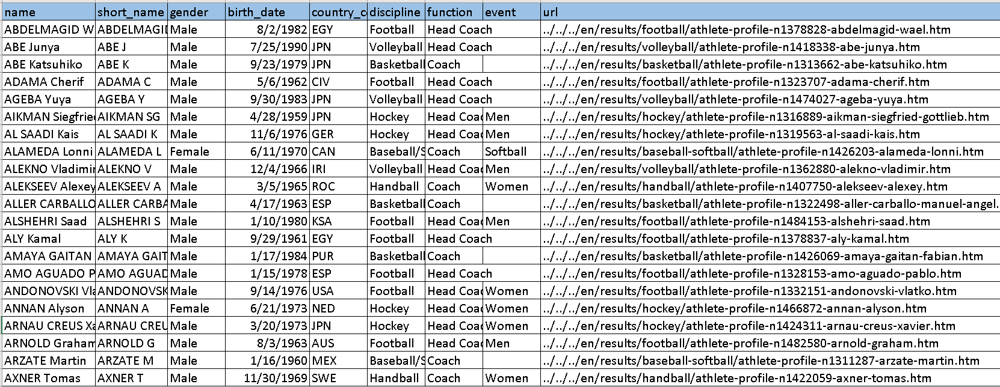 name short_name gender birth_date country_c discipline function event url
ABDELMAGID W ABDELMAGI Male 8/2/1982 EGY Football Head Coach ../../../en/results/football/athlete-profile-n1378828-abdelmagid-wael.htm
ABE Junya ABE J Male 7/25/1990 JPN Volleyball Head Coach ../../../en/results/volleyball/athlete-profile-n1418338-abe-junya.htm
ABE Katsuhiko ABE K Male 9/23/1979 JPN Basketball Coach ../../../en/results/basketball/athlete-profile-n1313662-abe-katsuhiko.htm
ADAMA Cherif ADAMA C Male 5/6/1962 CIV Football Head Coach ../../../en/results/football/athlete-profile-n1323707-adama-cherif.htm
AGEBA Yuya AGEBA Y Male 9/30/1983 JPN Volleyball Head Coach ../../../en/results/volleyball/athlete-profile-n1474027-ageba-yuya.htm
AIKMAN Siegfrie AIKMAN SG Male 4/28/1959 JPN Hockey Head Coa Men ../../../en/results/hockey/athlete-profile-n1316889-aikman-siegfried-gottlieb.htm
AL SAADI Kais AL SAADI K Male 11/6/1976 GER Hockey Head Coa Men ../../../en/results/hockey/athlete-profile-n1319563-al-saadi-kais.htm
ALAMEDA Lonni ALAMEDA L Female 6/11/1970 CAN Baseball/S Coach Softball ../../../en/results/baseball-softball/athlete-profile-n1426203-alameda-lonni.htm
ALEKNO Vladimir ALEKNO V Male 12/4/1966 IRI Volleyball Head Coa Men ../../../en/results/volleyball/athlete-profile-n1362880-alekno-vladimir.htm
ALEKSEEV Alexey ALEKSEEV A Male 3/5/1965 ROC Handball Coach Women ../../../en/results/handball/athlete-profile-n1407750-alekseev-alexey.htm
ALLER CARBALLO ALLER CARBA Male 4/17/1963 ESP Basketball Coach ../../../en/results/basketball/athlete-profile-n1322498-aller-carballo-manuel-angel.
ALSHEHRI Saad ALSHEHRI S Male 1/10/1980 KSA Football Head Coa Men ../../../en/results/football/athlete-profile-n1484153-alshehri-saad.htm
ALY Kamal ALY K Male 9/29/1961 EGY Football Head Coach ../../../en/results/football/athlete-profile-n1378837-aly-kamal.htm
AMAYA GAITAN AMAYA GAIT Male 1/17/1984 PUR Basketball Coach ../../../en/results/basketball/athlete-profile-n1426069-amaya-gaitan-fabian.htm
AMO AGUADO P AMO AGUAD Male 1/15/1978 ESP Football Head Coach ../../../en/results/football/athlete-profile-n1328153-amo-aguado-pablo.htm
ANDONOVSKI Vla ANDONOVSK Male 9/14/1976 USA Football Head Coa Women ../../../en/results/football/athlete-profile-n1332151-andonovski-vlatko.htm
ANNAN Alyson ANNAN A Female 6/21/1973 NED Hockey Head Coa Women ../../../en/results/hockey/athlete-profile-n1466872-annan-alyson.htm
ARNAU CREUS Xa ARNAU CREU Male 3/20/1973 JPN Hockey Head Coa Women ../../../en/results/hockey/athlete-profile-n1424311-arnau-creus-xavier.htm
ARNOLD Graham ARNOLD G Male 8/3/1963 AUS Football Head Coa Men ../../../en/results/football/athlete-profile-n1482580-arnold-graham.htm
ARZATE Martin ARZATE M Male 1/16/1960 MEX Baseball/S Coach ../../../en/results/baseball-softball/athlete-profile-n1311287-arzate-martin.htm
AXNER Tomas AXNER T Male 11/30/1969 SWE Handball Coach Women ../../../en/results/handball/athlete-profile-n1422059-axner-tomas.htm